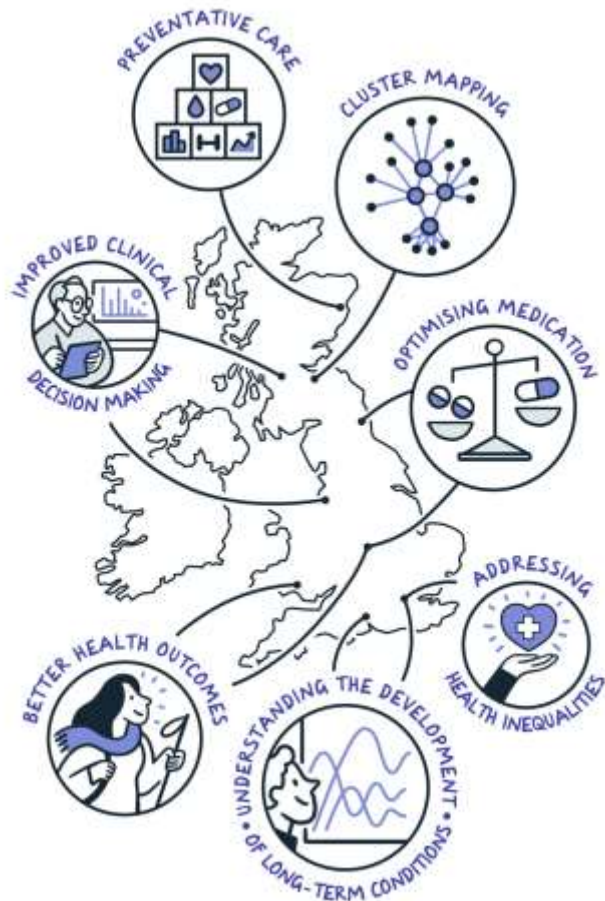 PREVENTATIVE CARE
CLUSTER MAPPING
IMPROVED CLINICAL
DECISION MAKING
OPTIMISING MEDICATION
ADDRESSING
HEALTH INEQUALITIES
BETTER HEALTH OUTCOMES
• UNDERSTANDING THE DEVELOPMENT •
OF LONG-TERM CONDITIONS